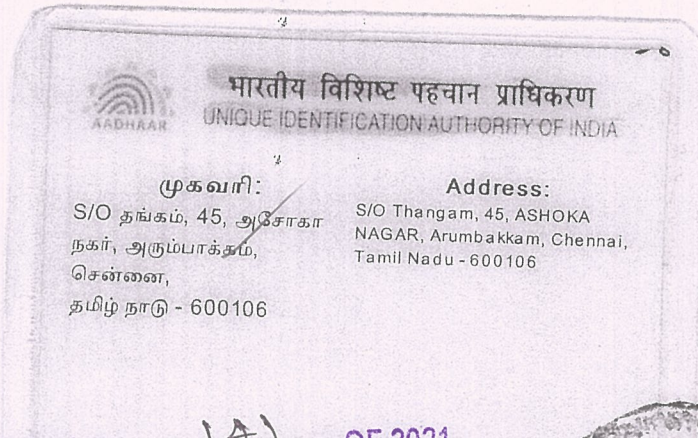 भारतीय विशिष्ट पहचान प्राधिकरण
AADHAAR
UNIQUE IDENTIFICATION AUTHORITY OF INDIA
முகவரி:
S/O தங்கம், 45, அசோகா
நகர், அரும்பாக்கம்,
சென்னை,
தமிழ் நாடு - 600106
Address:
S/O Thangam, 45, ASHOKA
NAGAR, Arumbakkam, Chennai,
Tamil Nadu - 600106
2021